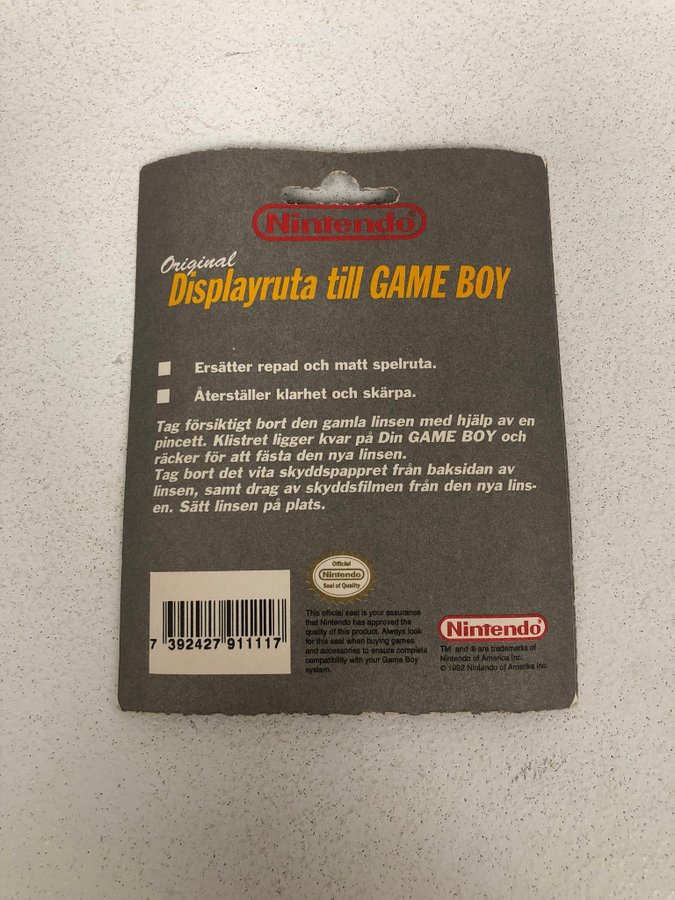 Nintendo®
Original
Displayruta till GAME BOY
Ersätter repad och matt spelruta.
Återställer klarhet och skärpa.
Tag försiktigt bort den gamla linsen med hjälp av en
pincett. Klistret ligger kvar på Din GAME BOY och
räcker för att fästa den nya linsen.
Tag bort det vita skyddspappret från baksidan av
linsen, samt drag av skyddsfilmen från den nya lins-
en. Sätt linsen på plats.
Official
Nintendo
Seal of Quality
This official seal is your assurance
that Nintendo has approved the
quality of this product. Always look
for this seal when buying games
and accessories to ensure complete
compatibility with your Game Boy
system.
Nintendo®
TM and ® are trademarks of
Nintendo of America Inc.
© 1992 Nintendo of America Inc.
7 392427 911117